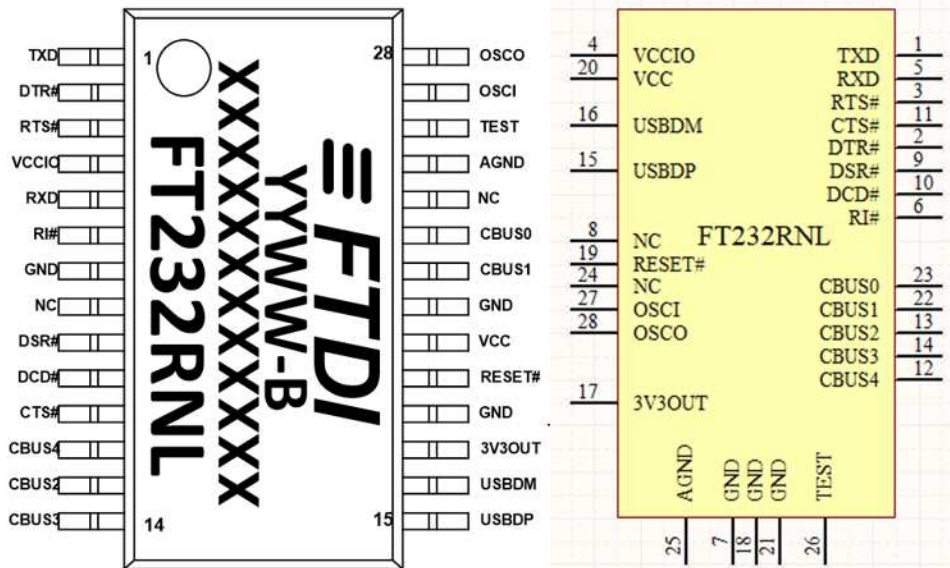 TXD
DTR#
RTS#
VCCIO
RXD
RI#
GND
NC
DSR#
DCD#
CTS#
CBUS4
CBUS2
CBUS3
1
14
FT232RNL
XXXXXXXXXXXX
YYWW-B
FTDI
28
15
OSCO
OSCI
TEST
AGND
NC
CBUS0
CBUS1
GND
VCC
RESET#
GND
3V3OUT
USBDM
USBDP
4 VCCIO
20 VCC
16 USBDM
15 USBDP
8 NC
19 RESET#
24 NC
27 OSCI
28 OSCO
17 3V3OUT
FT232RNL
TXD 1
RXD 5
RTS# 3
CTS# 11
DTR# 2
DSR# 9
DCD# 10
RI# 6
CBUS0 23
CBUS1 22
CBUS2 13
CBUS3 14
CBUS4 12
AGND 25
GND 7
GND 18
GND 21
TEST 26